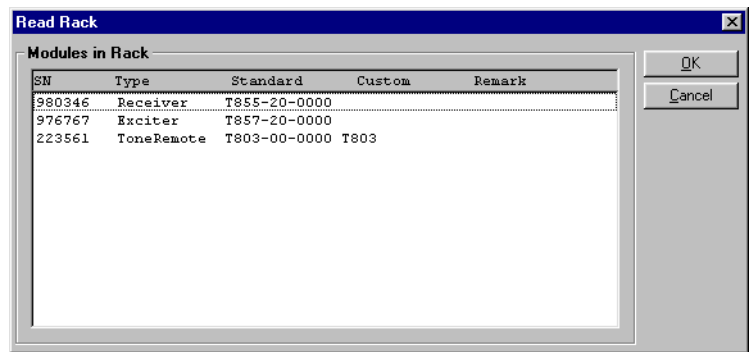 Read Rack
Modules in Rack
SN Type Standard Custom Remark
980346 Receiver T855-20-0000
976767 Exciter T857-20-0000
223561 ToneRemote T803-00-0000 T803
OK
Cancel